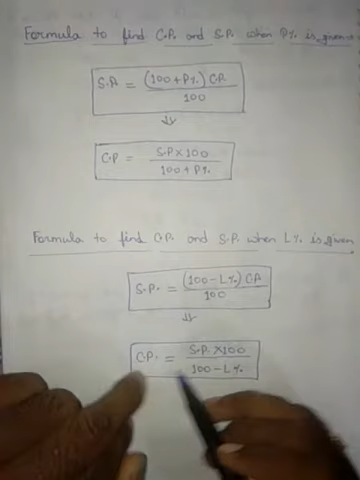 Formula to find C.P. and S.P. when P% is given
S.P. = (100 + P%) C.P. / 100
⇓
C.P = S.P × 100 / 100 + P%
Formula to find C.P. and S.P. when L% is given
S.P. = (100 - L%) C.P. / 100
⇓
C.P. = S.P. × 100 / 100 - L%